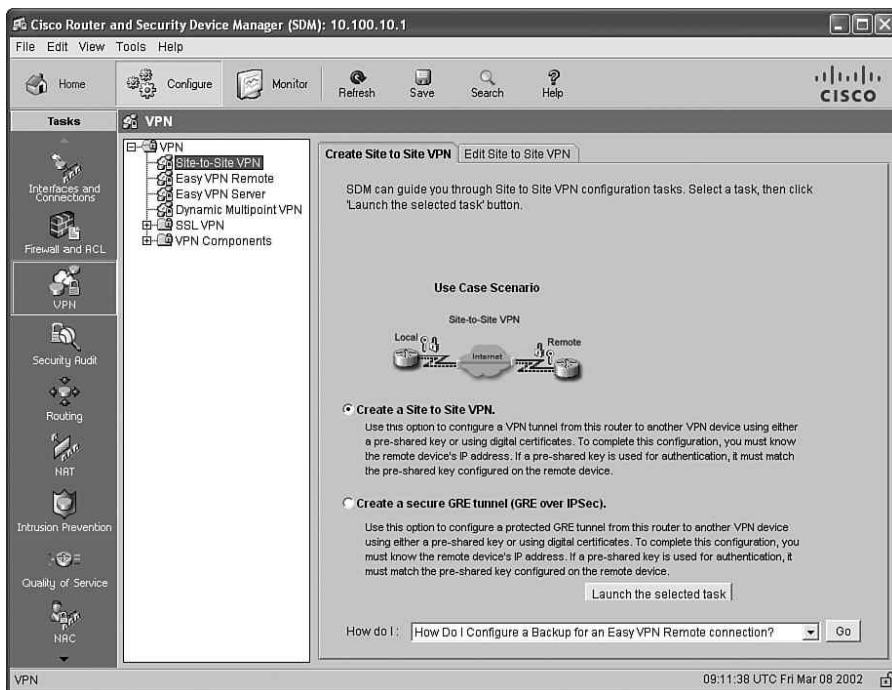 Cisco Router and Security Device Manager (SDM): 10.100.10.1
File Edit View Tools Help
Home Configure Monitor Refresh Save Search Help
CISCO
Tasks
VPN
Interfaces and
Connections
Firewall and ACL
VPN
Security Audit
Routing
NAT
Intrusion Prevention
Quality of Service
NAC
VPN
Site-to-Site VPN
Easy VPN Remote
Easy VPN Server
Dynamic Multipoint VPN
SSL VPN
VPN Components
Create Site to Site VPN Edit Site to Site VPN
SDM can guide you through Site to Site VPN configuration tasks. Select a task, then click
'Launch the selected task' button.
Use Case Scenario
Site-to-Site VPN
Local Remote
Internet
Create a Site to Site VPN.
Use this option to configure a VPN tunnel from this router to another VPN device using either
a pre-shared key or using digital certificates. To complete this configuration, you must know
the remote device's IP address. If a pre-shared key is used for authentication, it must match
the pre-shared key configured on the remote device.
Create a secure GRE tunnel (GRE over IPSec).
Use this option to configure a protected GRE tunnel from this router to another VPN device
using either a pre-shared key or using digital certificates. To complete this configuration, you
must know the remote device's IP address. If a pre-shared key is used for authentication, it
must match the pre-shared key configured on the remote device.
Launch the selected task
How do I: How Do I Configure a Backup for an Easy VPN Remote connection? Go
VPN 09:11:38 UTC Fri Mar 08 2002